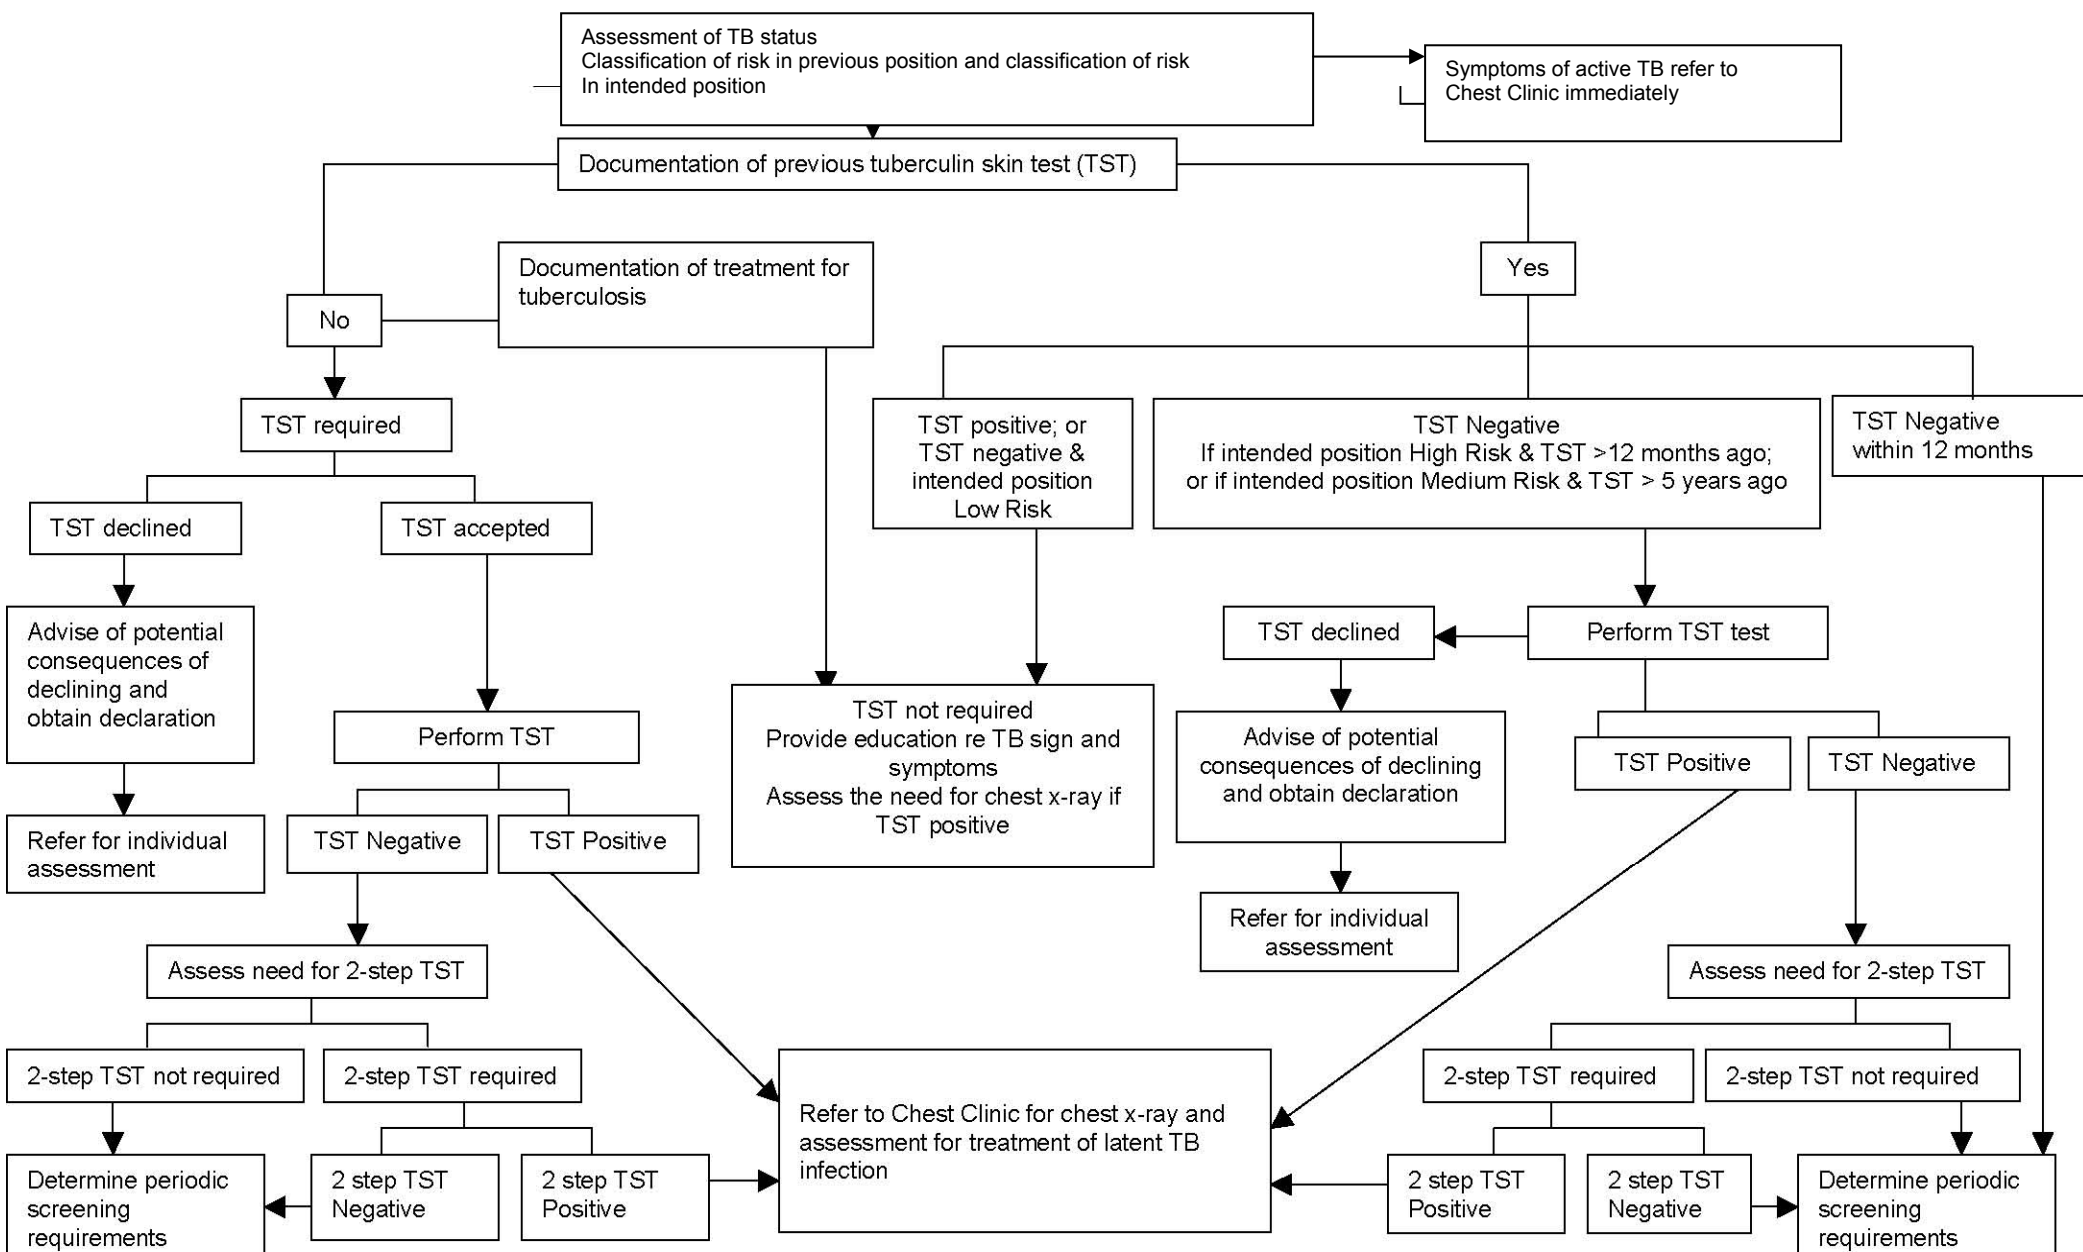 Assessment of TB status
Classification of risk in previous position and classification of risk
In intended position
Symptoms of active TB refer to
Chest Clinic immediately
Documentation of previous tuberculin skin test (TST)
Documentation of treatment for
tuberculosis
Yes
No
TST required
TST positive; or
TST negative &
intended position
Low Risk
TST Negative
If intended position High Risk & TST >12 months ago;
or if intended position Medium Risk & TST > 5 years ago
TST Negative
within 12 months
TST declined
TST accepted
Advise of potential
consequences of
declining and
obtain declaration
TST declined
Perform TST test
Perform TST
TST not required
Provide education re TB sign and
symptoms
Assess the need for chest x-ray if
TST positive
Advise of potential
consequences of declining
and obtain declaration
TST Positive
TST Negative
Refer for individual
assessment
TST Negative
TST Positive
Refer for individual
assessment
Assess need for 2-step TST
Assess need for 2-step TST
2-step TST not required
2-step TST required
Refer to Chest Clinic for chest x-ray and
assessment for treatment of latent TB
infection
2-step TST required
2-step TST not required
Determine periodic
screening
requirements
2 step TST
Negative
2 step TST
Positive
2 step TST
Positive
2 step TST
Negative
Determine periodic
screening
requirements